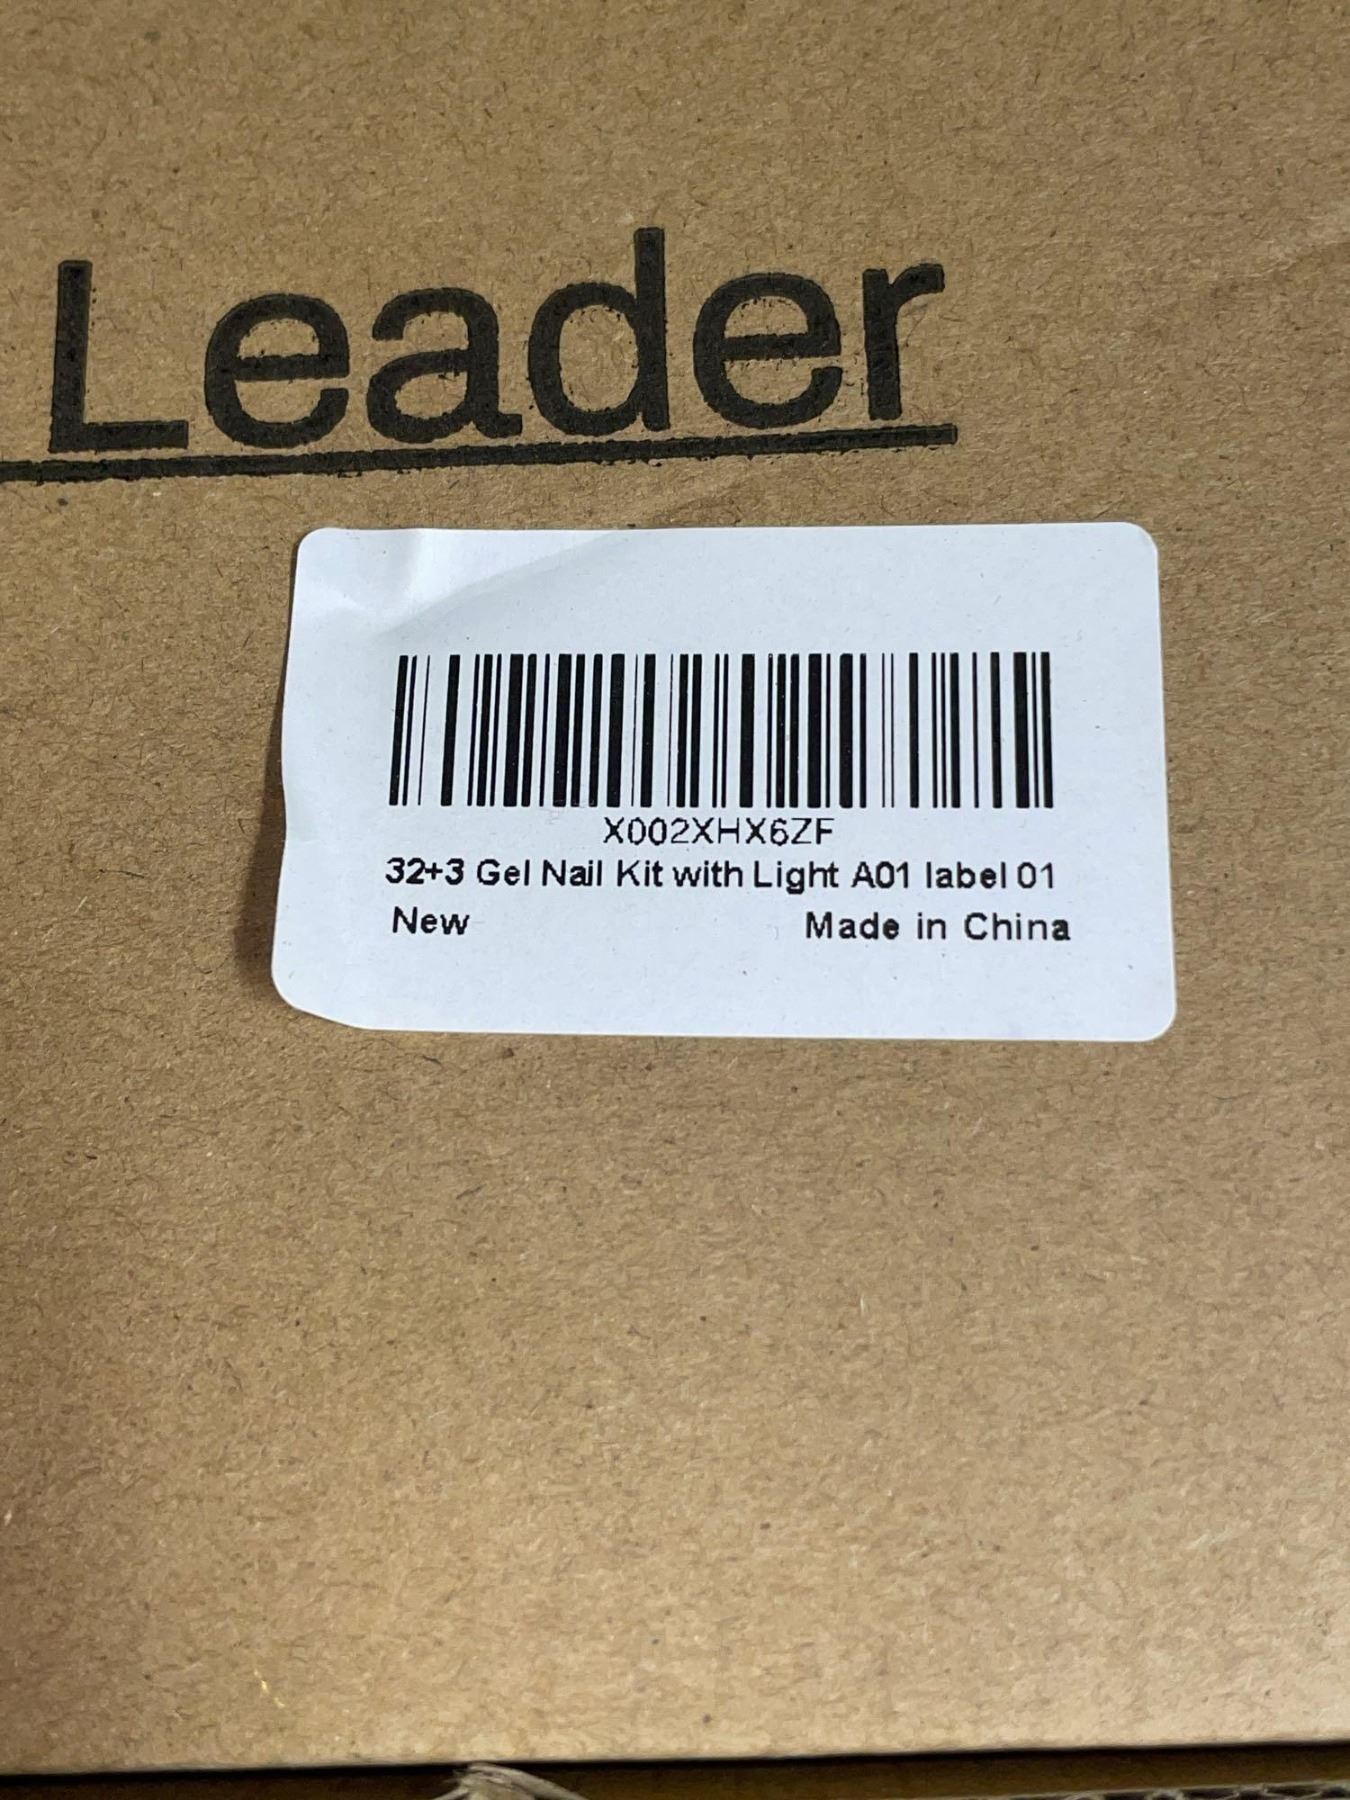 Leader
X002XHX6ZF
32+3 Gel Nail Kit with Light A01 label 01
New Made in China